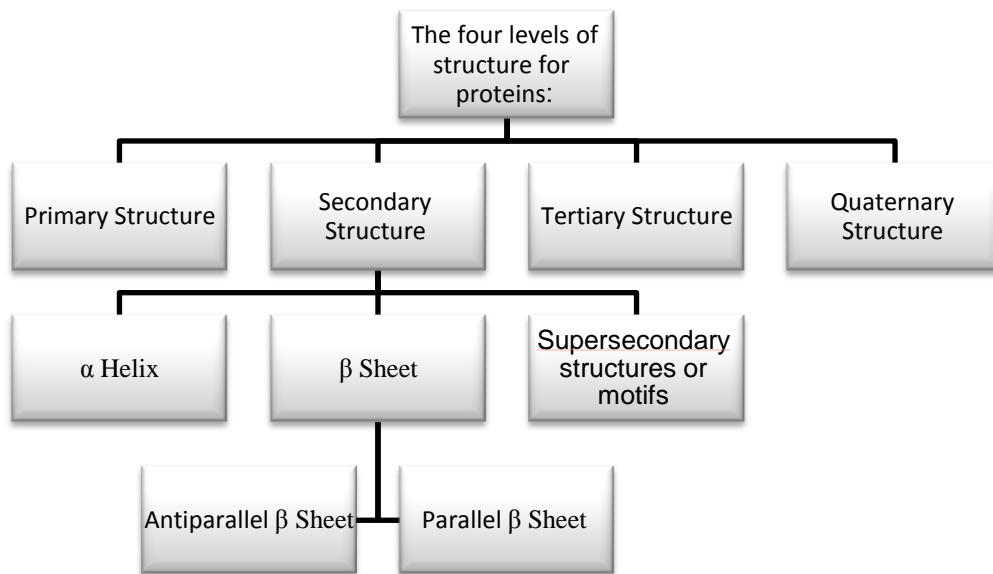 The four levels of
structure for
proteins:
Primary Structure
Secondary
Structure
Tertiary Structure
Quaternary
Structure
α Helix
β Sheet
Supersecondary
structures or
motifs
Antiparallel β Sheet
Parallel β Sheet